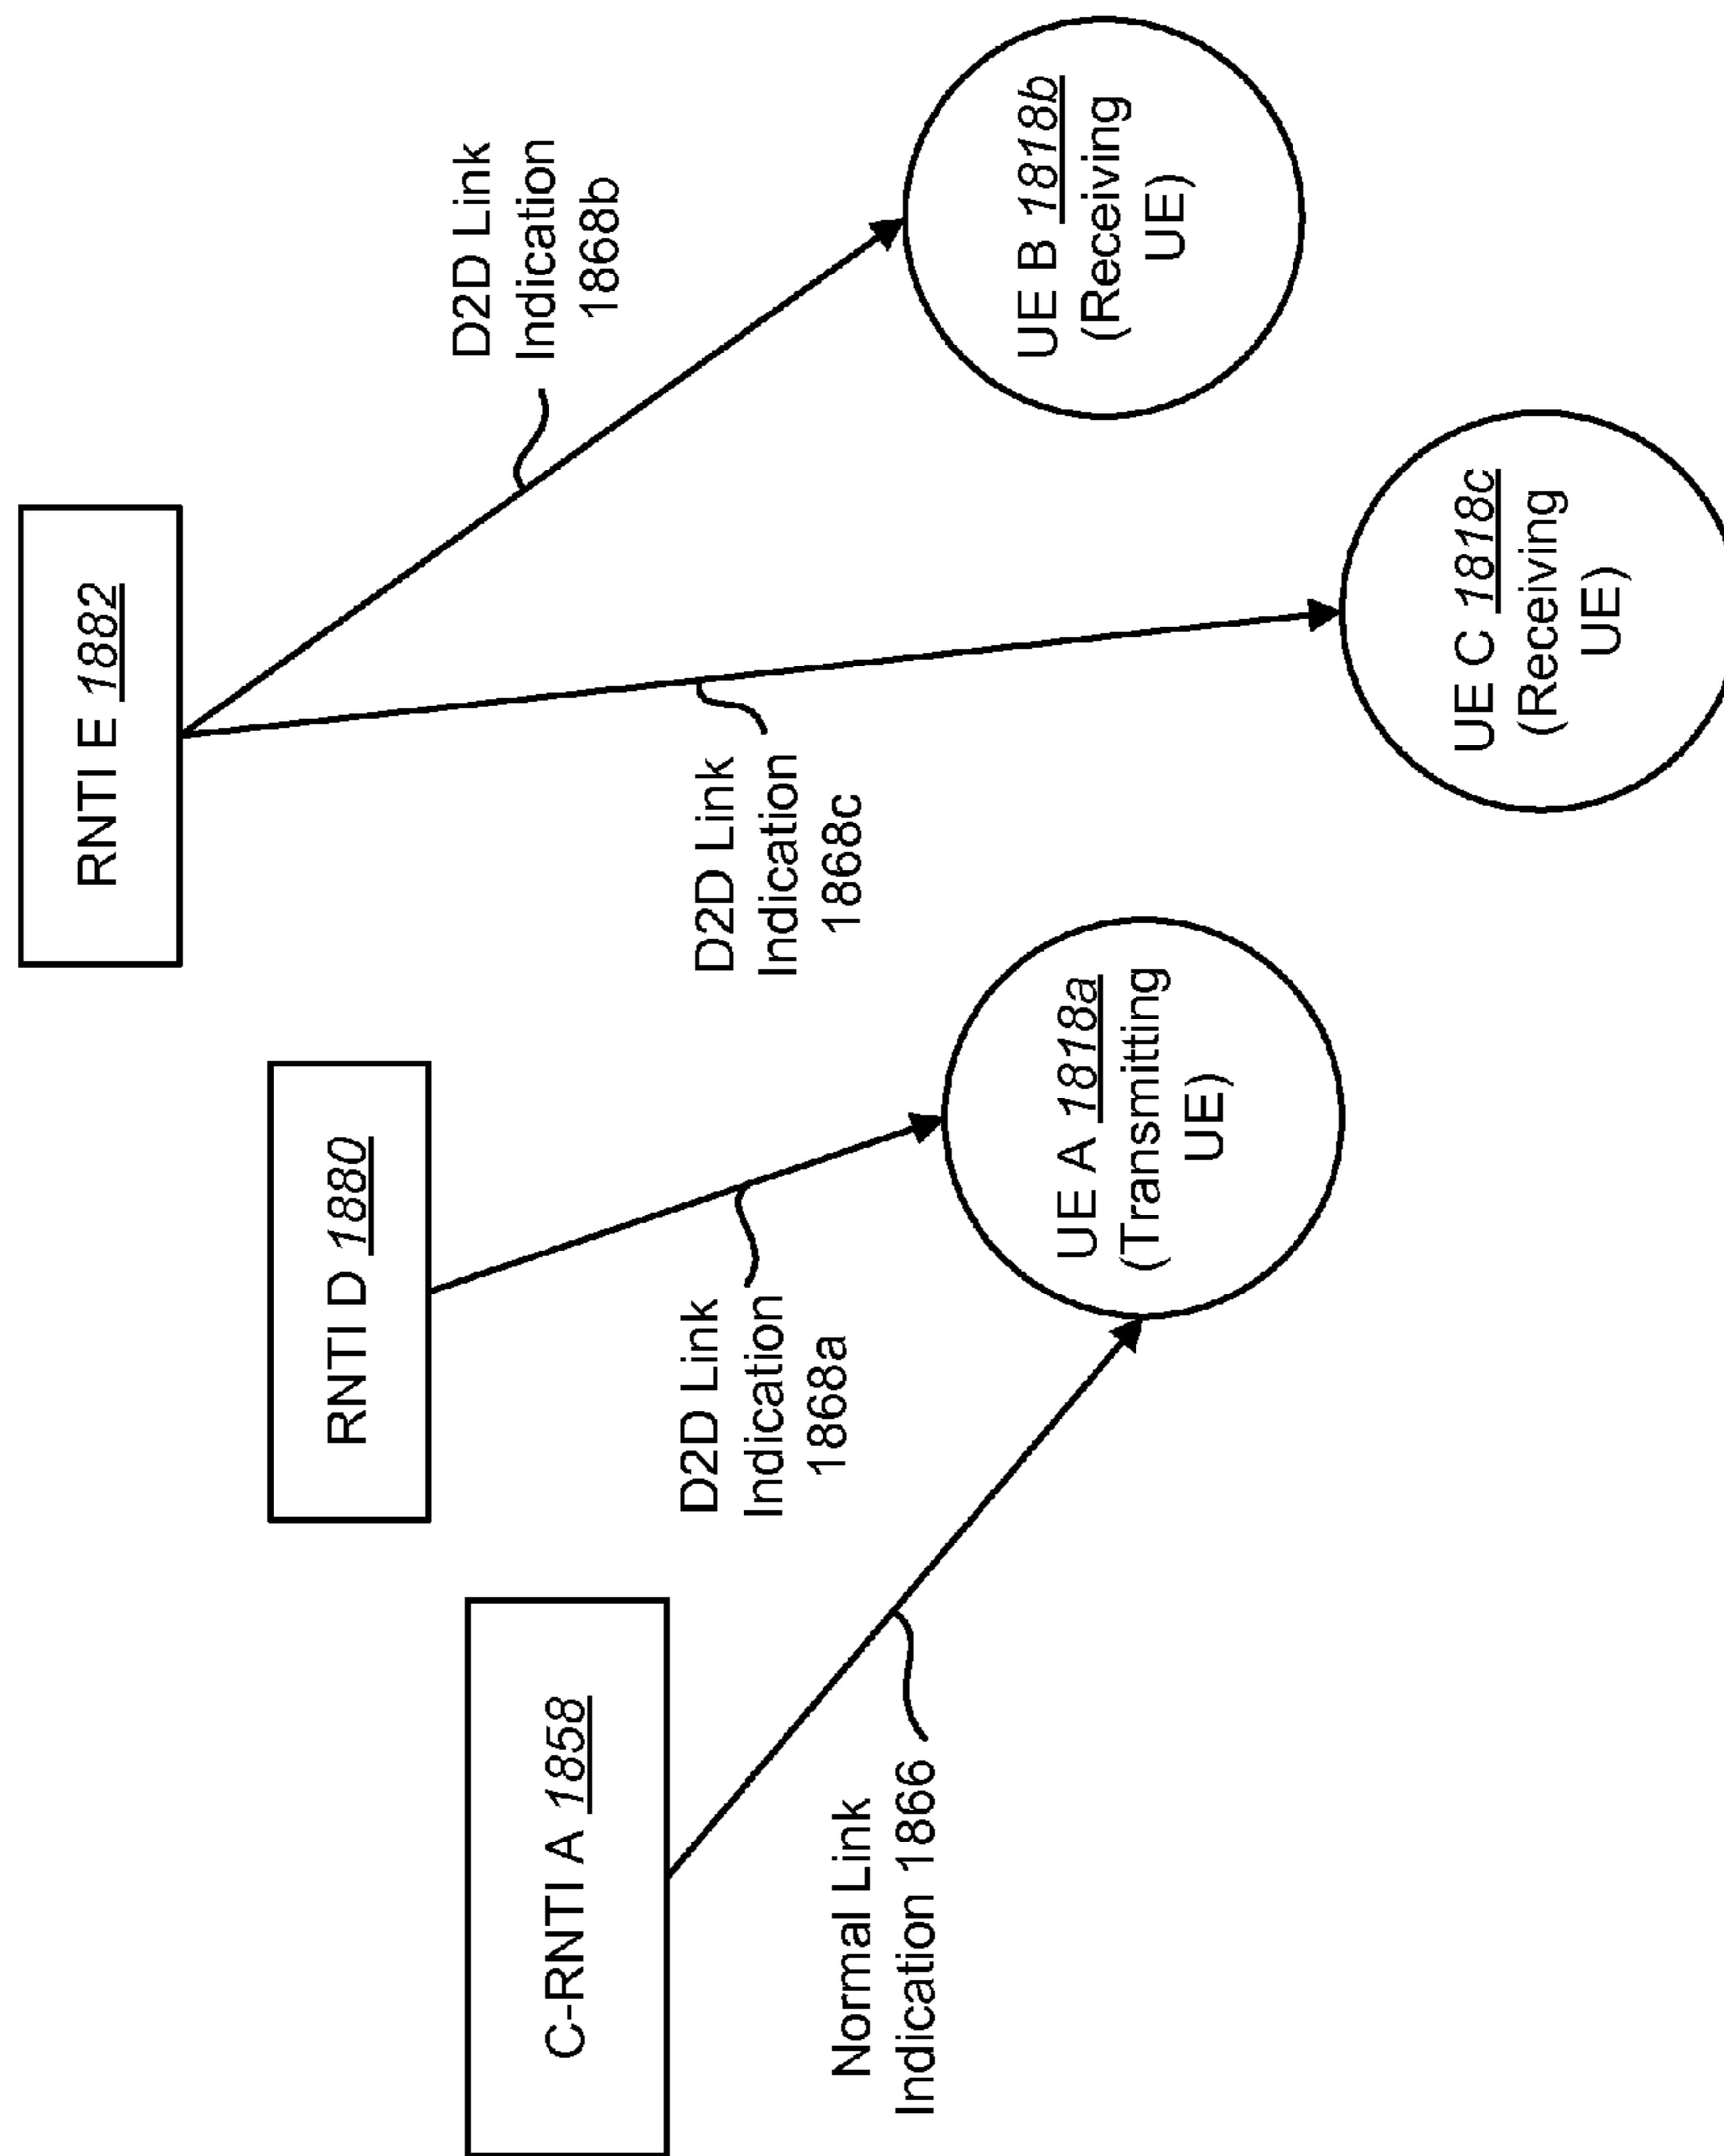 RNTI E 1882
RNTI D 1880
C-RNTI A 1858
D2D Link
Indication
1868b
D2D Link
Indication
1868c
D2D Link
Indication
1868a
Normal Link
Indication 1866
UE B 1818b
(Receiving
UE)
UE A 1818a
(Transmitting
UE)
UE C 1818c
(Receiving
UE)